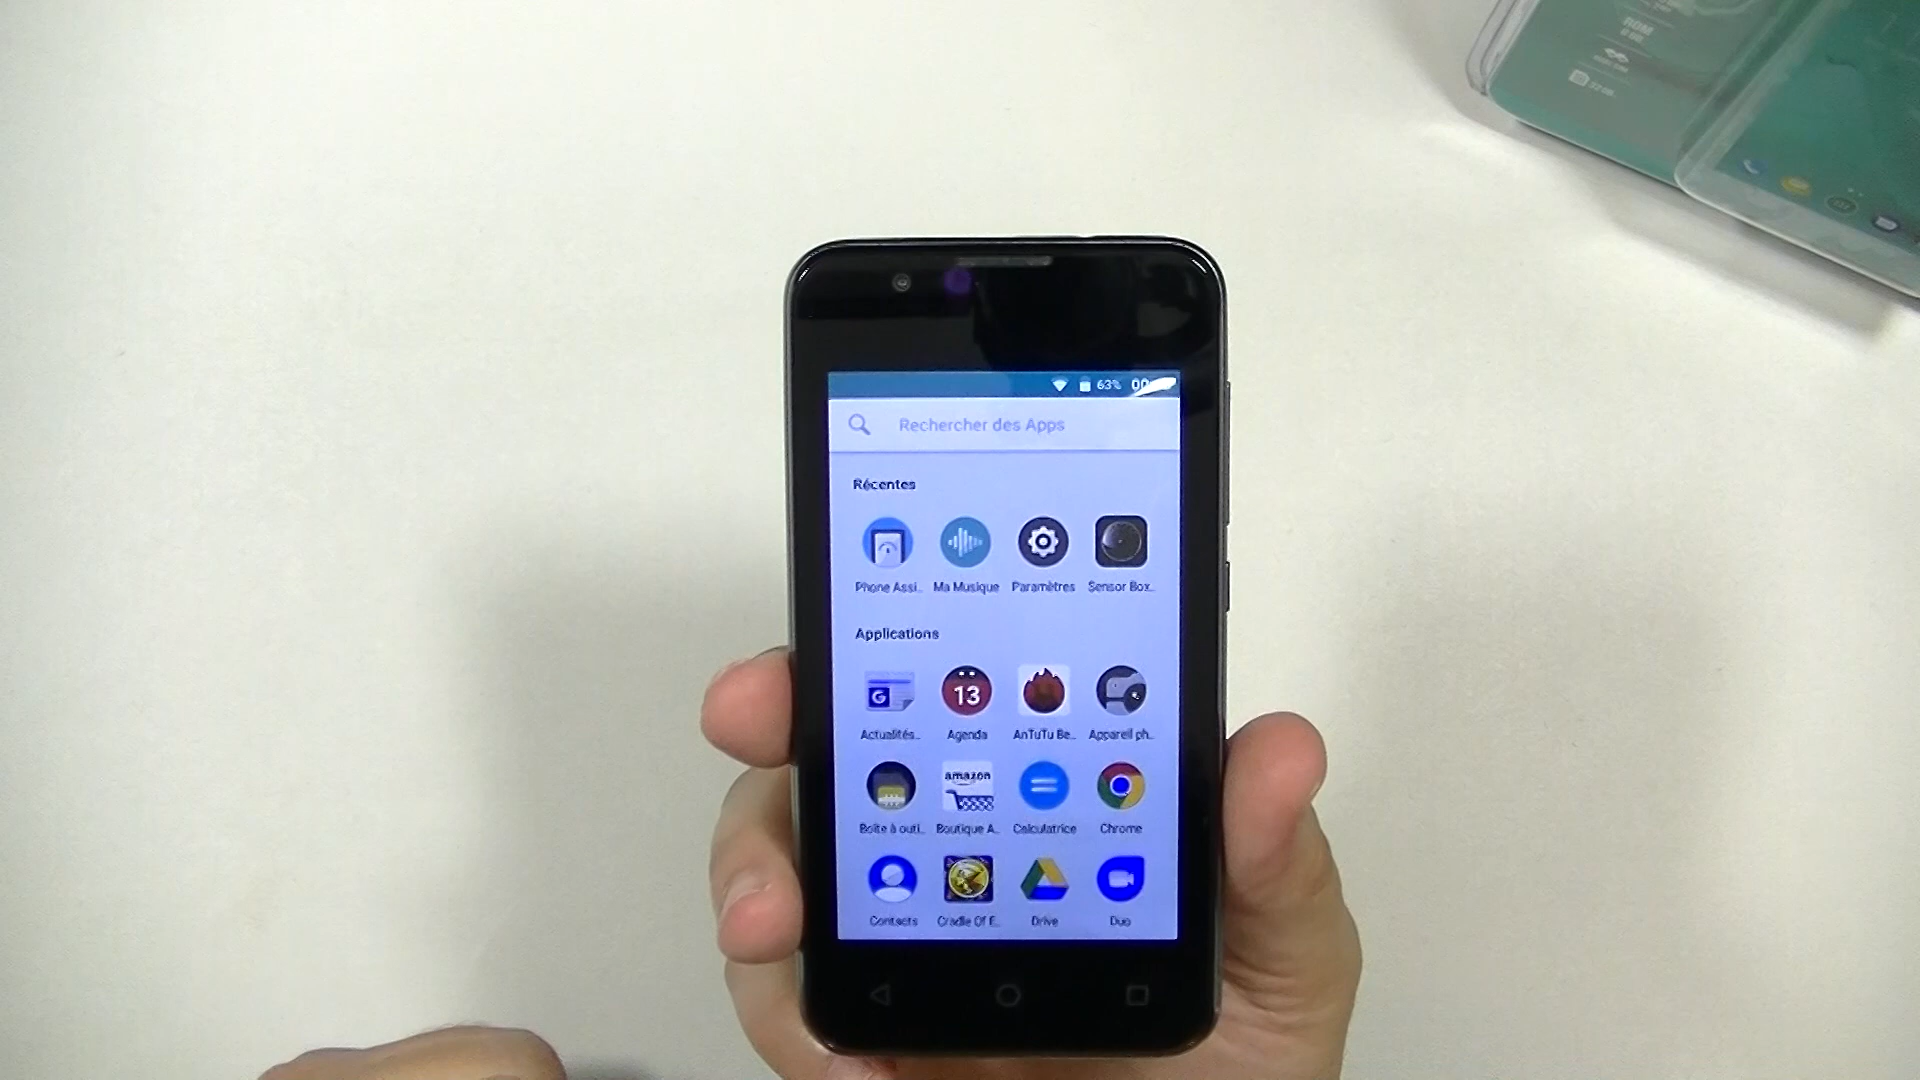 ROM
63%
Rechercher des Apps
Récentes
Phone Assi..
Ma Musique
Paramètres
Sensor Box..
Applications
G
13
Actualités..
Agenda
AnTuTu Be..
Appareil ph..
amazon
Boîte à outi..
Boutique A..
Calculatrice
Chrome
Contacts
Cradle Of E..
Drive
Duo